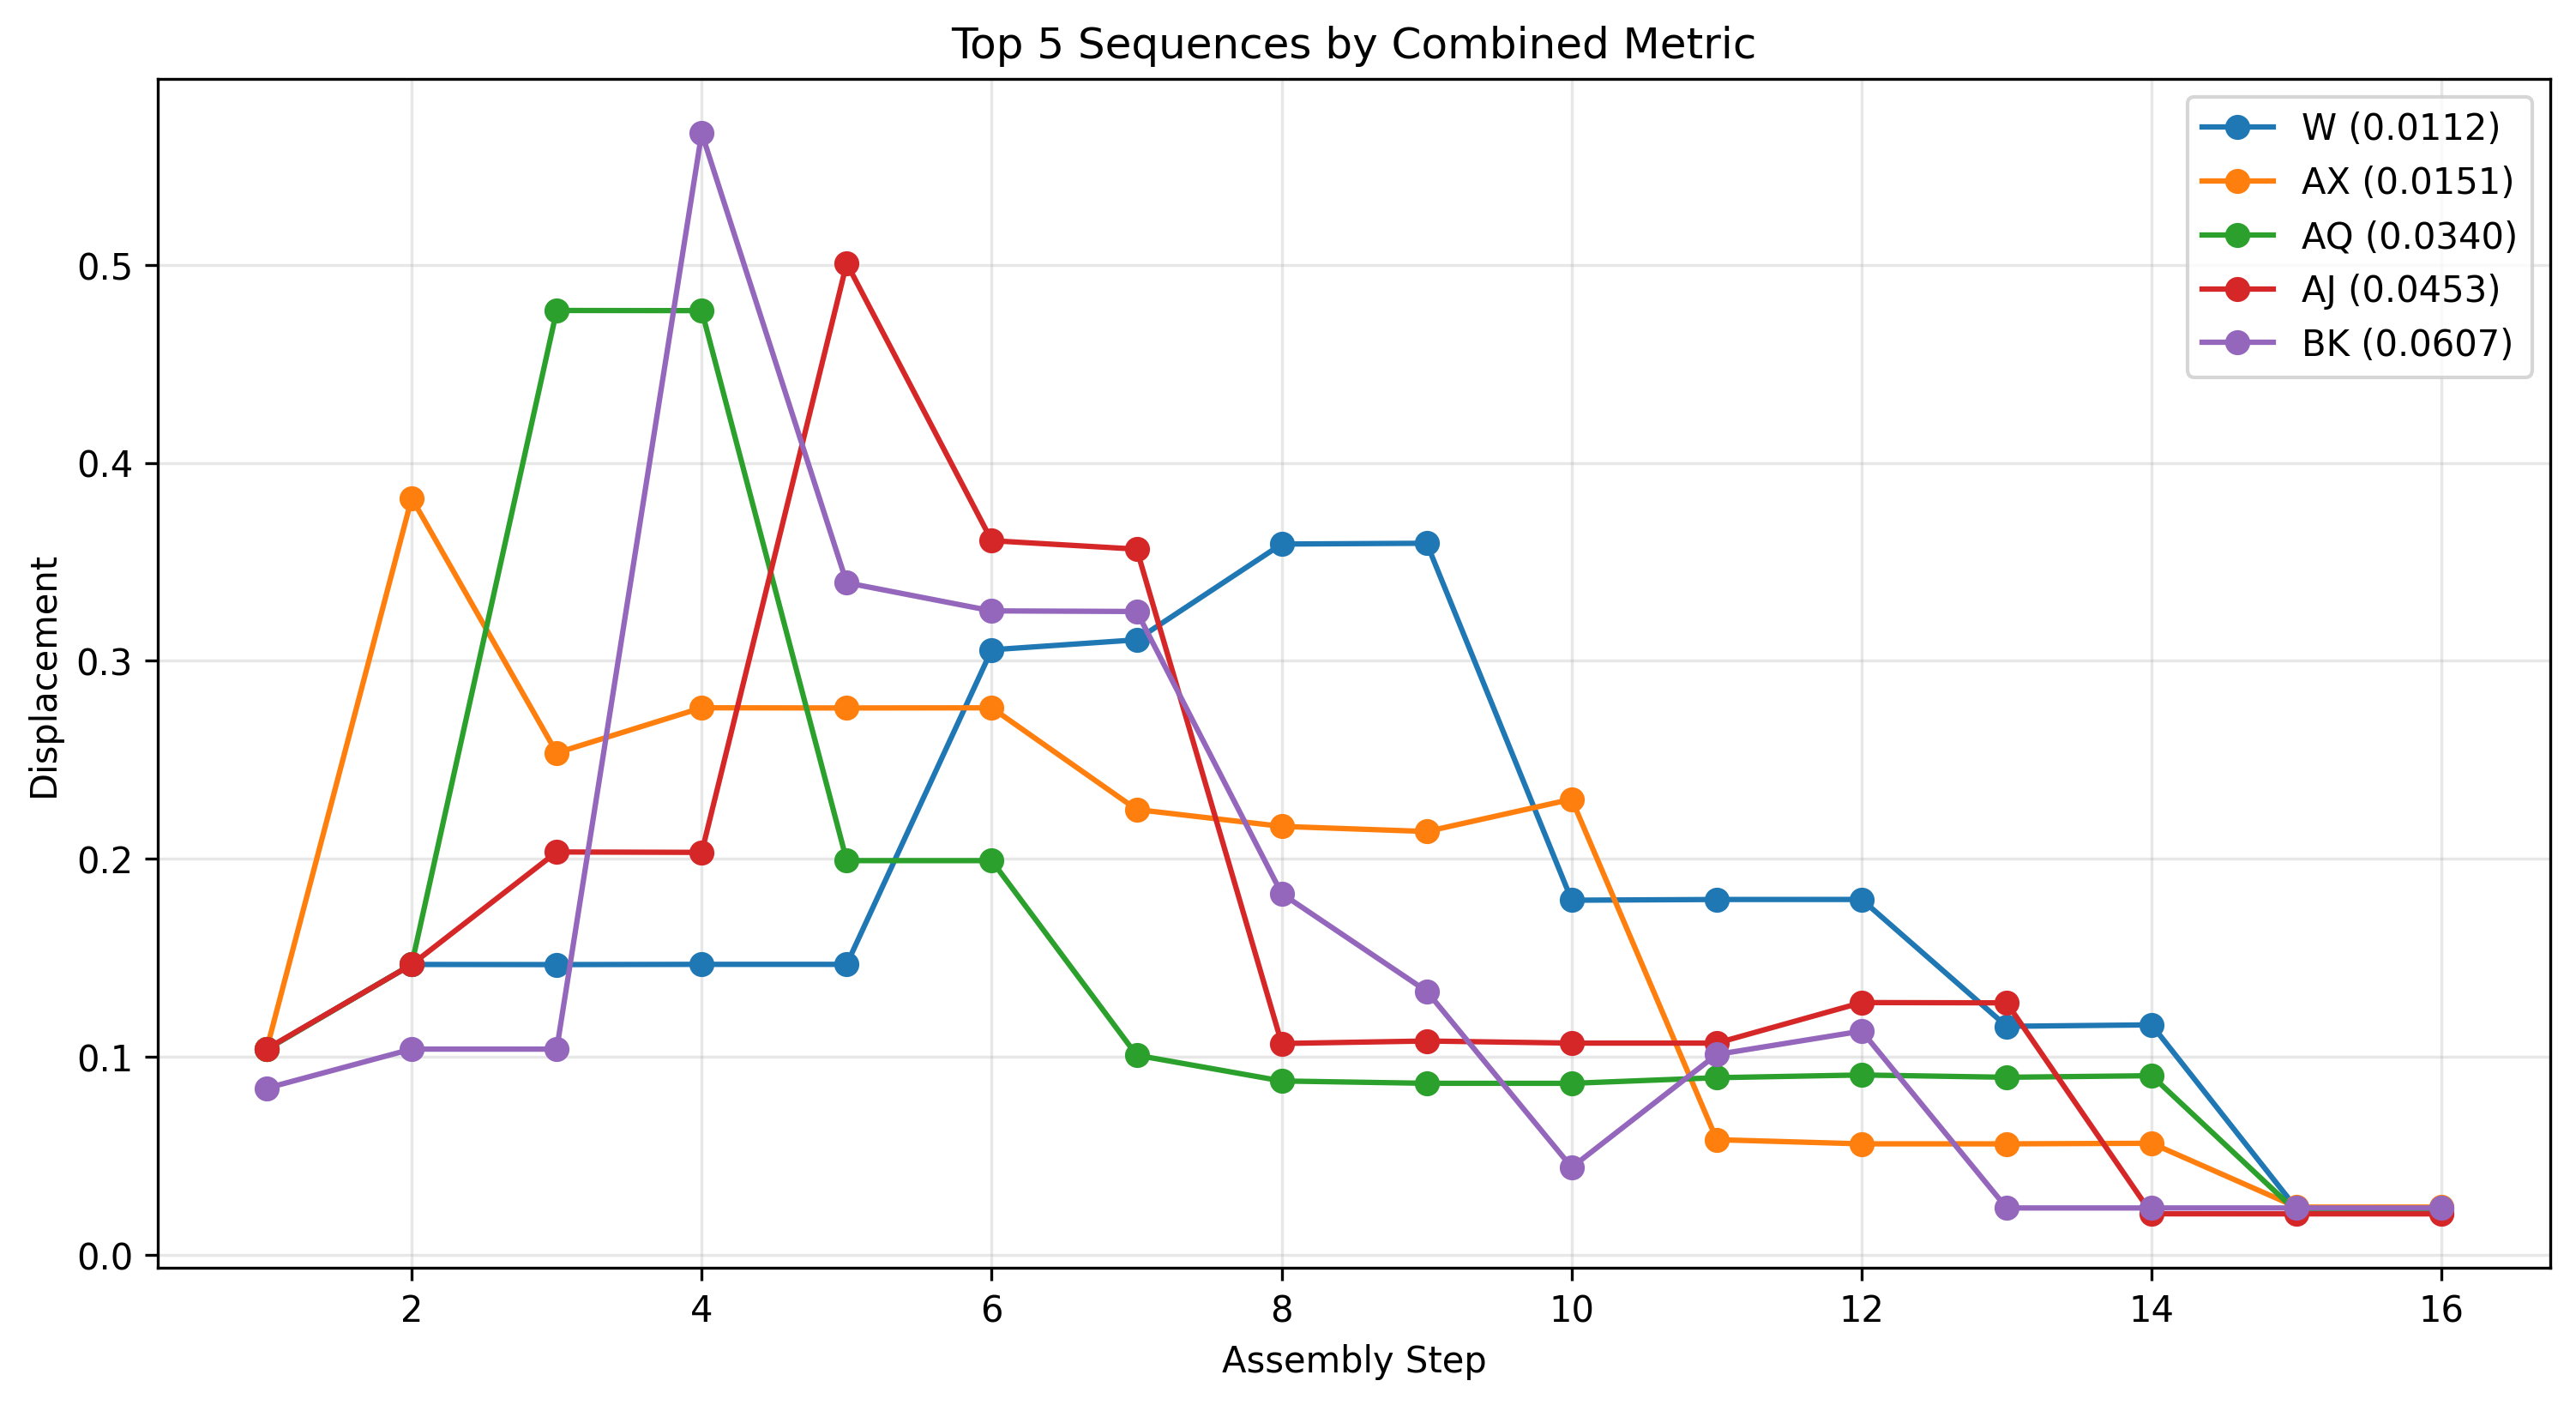 Top 5 Sequences by Combined Metric
W (0.0112)
AX (0.0151)
AQ (0.0340)
AJ (0.0453)
BK (0.0607)
Displacement
0.5
0.4
0.3
0.2
0.1
0.0
2 4 6 8 10 12 14 16
Assembly Step